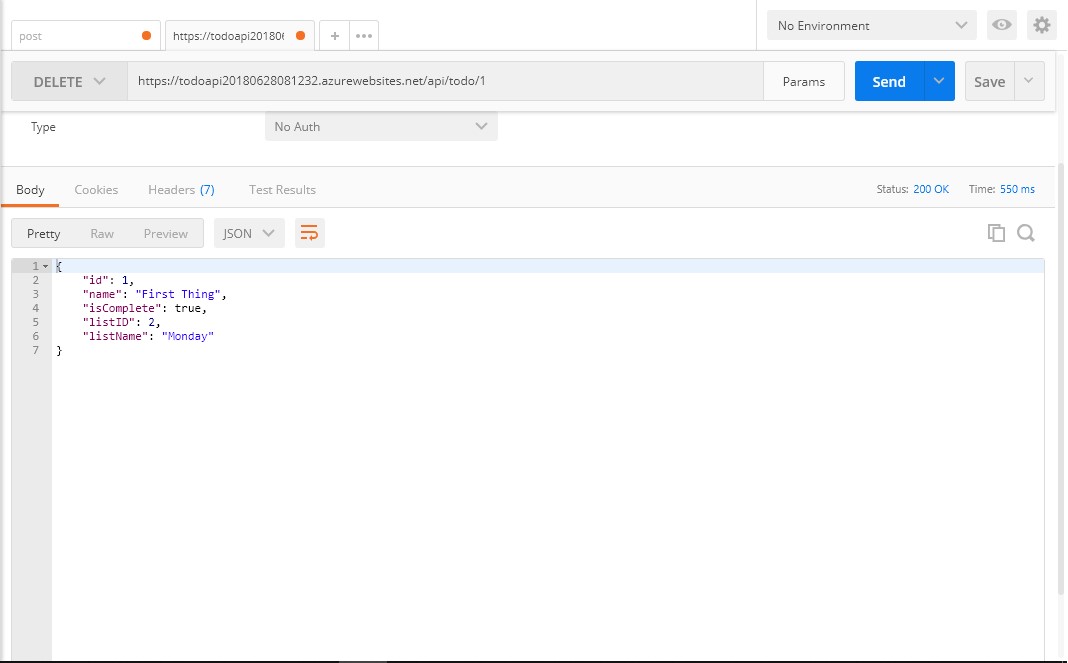 post
https://todoapi20180
+
No Environment
DELETE
https://todoapi20180628081232.azurewebsites.net/api/todo/1
Params
Send
Save
Type
No Auth
Body
Cookies
Headers (7)
Test Results
Status: 200 OK
Time: 550 ms
Pretty
Raw
Preview
JSON
1 {
2 "id": 1,
3 "name": "First Thing",
4 "isComplete": true,
5 "listID": 2,
6 "listName": "Monday"
7 }